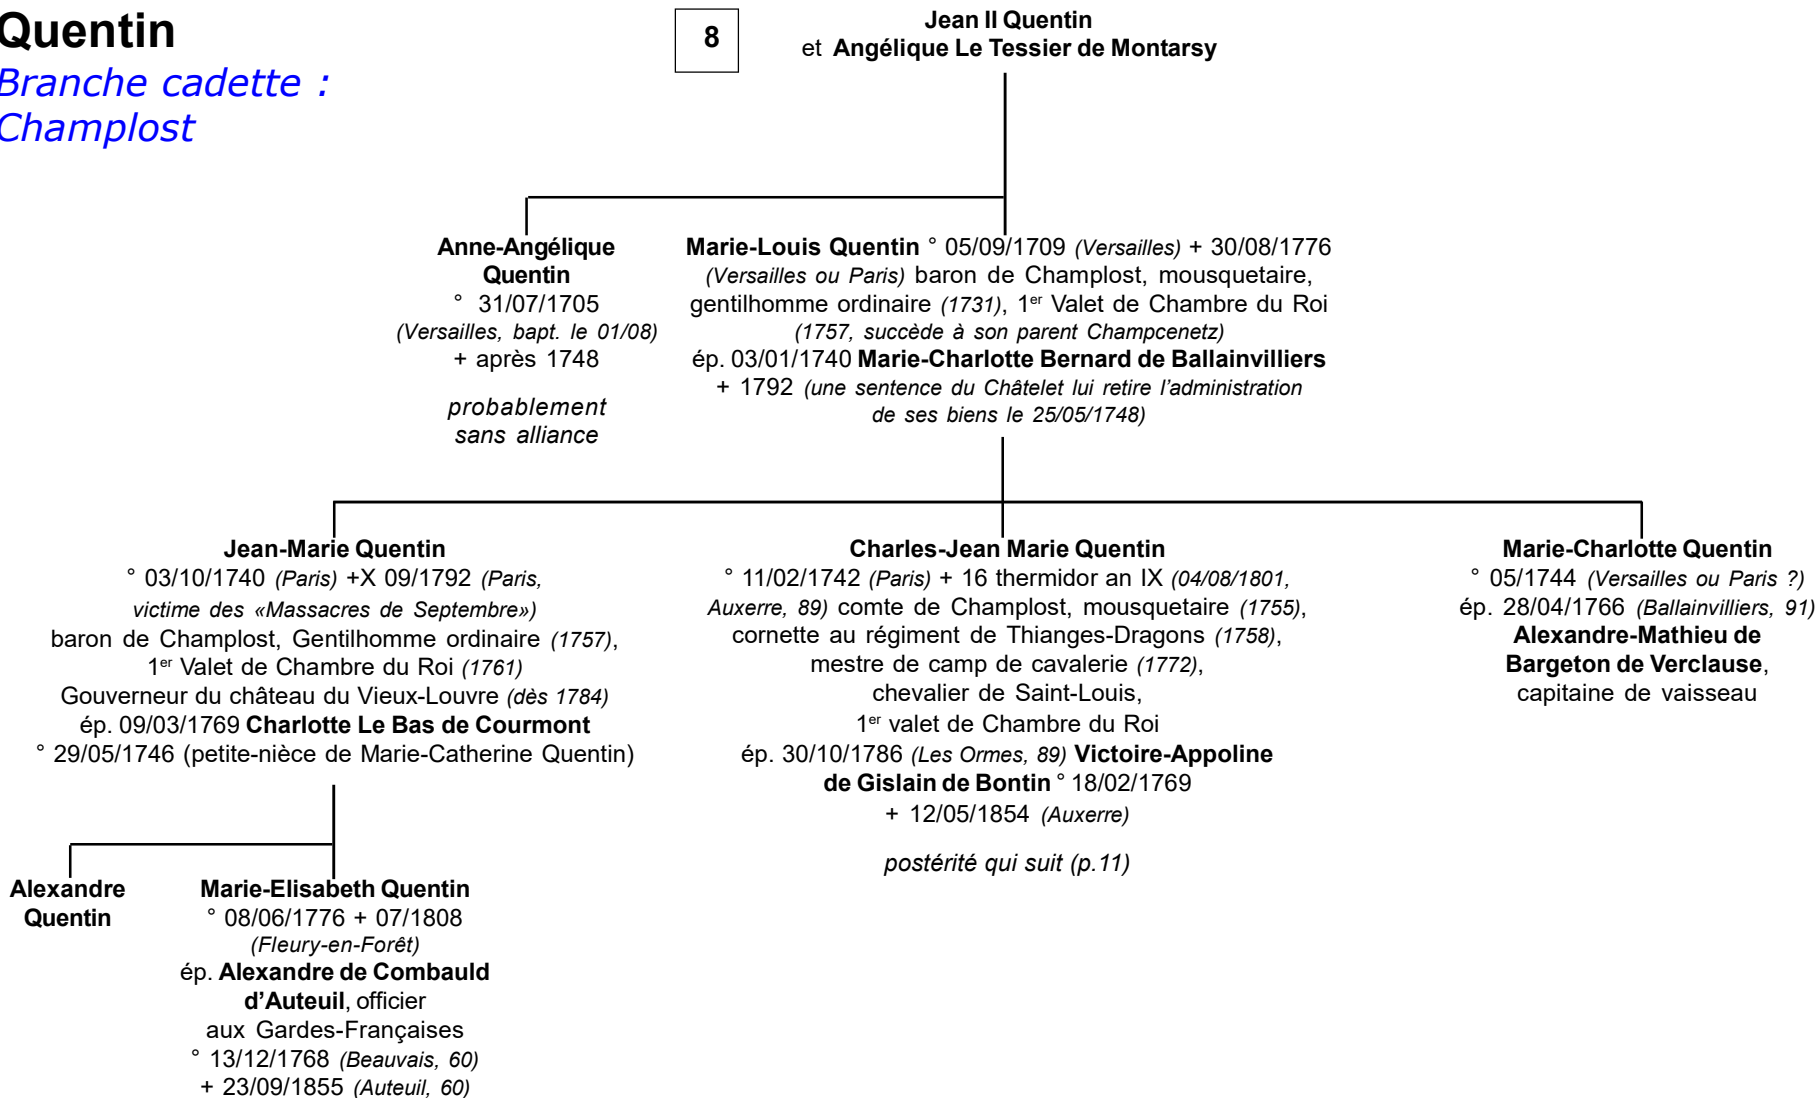 Quentin
Branche cadette :
Champlost
8
Jean II Quentin
et Angélique Le Tessier de Montarsy
Anne-Angélique
Quentin
° 31/07/1705
(Versailles, bapt. le 01/08)
+ après 1748
probablement
sans alliance
Marie-Louis Quentin ° 05/09/1709 (Versailles) + 30/08/1776
(Versailles ou Paris) baron de Champlost, mousquetaire,
gentilhomme ordinaire (1731), 1er Valet de Chambre du Roi
(1757, succède à son parent Champcenetz)
ép. 03/01/1740 Marie-Charlotte Bernard de Ballainvilliers
+ 1792 (une sentence du Châtelet lui retire l'administration
de ses biens le 25/05/1748)
Jean-Marie Quentin
° 03/10/1740 (Paris) +X 09/1792 (Paris,
victime des «Massacres de Septembre»)
baron de Champlost, Gentilhomme ordinaire (1757),
1er Valet de Chambre du Roi (1761)
Gouverneur du château du Vieux-Louvre (dès 1784)
ép. 09/03/1769 Charlotte Le Bas de Courmont
° 29/05/1746 (petite-nièce de Marie-Catherine Quentin)
Charles-Jean Marie Quentin
° 11/02/1742 (Paris) + 16 thermidor an IX (04/08/1801,
Auxerre, 89) comte de Champlost, mousquetaire (1755),
cornette au régiment de Thianges-Dragons (1758),
mestre de camp de cavalerie (1772),
chevalier de Saint-Louis,
1er valet de Chambre du Roi
ép. 30/10/1786 (Les Ormes, 89) Victoire-Appoline
de Gislain de Bontin ° 18/02/1769
+ 12/05/1854 (Auxerre)
postérité qui suit (p.11)
Marie-Charlotte Quentin
° 05/1744 (Versailles ou Paris ?)
ép. 28/04/1766 (Ballainvilliers, 91)
Alexandre-Mathieu de
Bargeton de Verclause,
capitaine de vaisseau
Alexandre
Quentin
Marie-Elisabeth Quentin
° 08/06/1776 + 07/1808
(Fleury-en-Forêt)
ép. Alexandre de Combauld
d'Auteuil, officier
aux Gardes-Françaises
° 13/12/1768 (Beauvais, 60)
+ 23/09/1855 (Auteuil, 60)